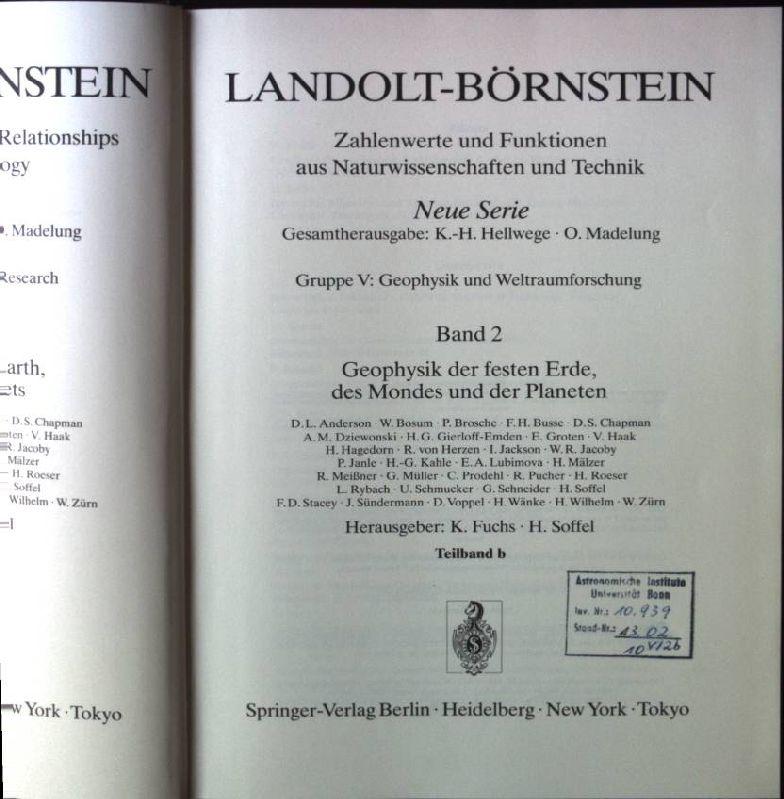 NSTEIN
Relationships
ogy
. Madelung
Research
arth,
ts
· D.S. Chapman
ten · V. Haak
R. Jacoby
Mälzer
H. Roeser
Soffel
Wilhelm · W. Zürn
el
w York · Tokyo
LANDOLT-BÖRNSTEIN
Zahlenwerte und Funktionen
aus Naturwissenschaften und Technik
Neue Serie
Gesamtherausgabe: K.-H. Hellwege · O. Madelung
Gruppe V: Geophysik und Weltraumforschung
Band 2
Geophysik der festen Erde,
des Mondes und der Planeten
D.L. Anderson · W. Bosum · P. Brosche · F.H. Busse · D.S. Chapman
A.M. Dziewonski · H.G. Gierloff-Emden · E. Groten · V. Haak
H. Hagedorn · R. von Herzen · I. Jackson · W.R. Jacoby
P. Janle · H.-G. Kahle · E.A. Lubimova · H. Mälzer
R. Meißner · G. Müller · C. Prodehl · R. Pucher · H. Roeser
L. Rybach · U. Schmucker · G. Schneider · H. Soffel
F.D. Stacey · J. Sündermann · D. Voppel · H. Wänke · H. Wilhelm · W. Zürn
Herausgeber: K. Fuchs · H. Soffel
Teilband b
Astronomische Institute
Universität Bonn
Inv. Nr.: 10.939
Stand-Nr.: 13 02
10 V/2b
Springer-Verlag Berlin · Heidelberg · New York · Tokyo